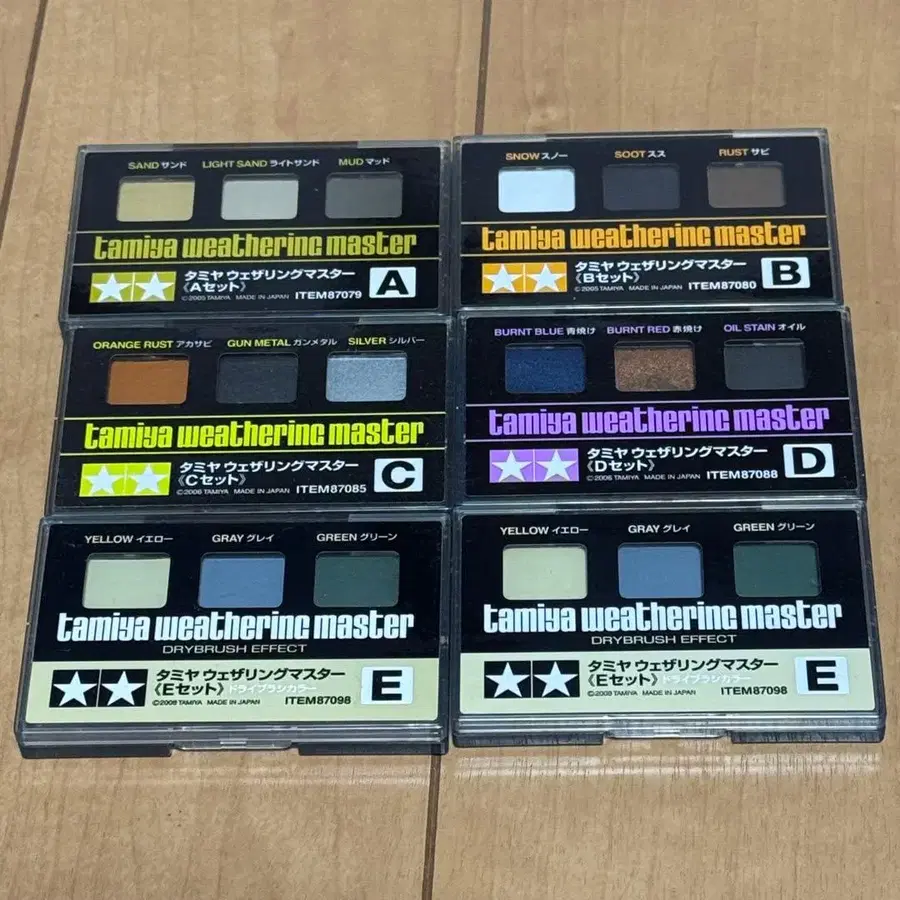 SAND サンド LIGHT SAND ライトサンド MUD マッド
tamiya weathering master
タミヤ ウェザリングマスター
《Aセット》
©2005 TAMIYA MADE IN JAPAN ITEM87079
A
SNOW スノー SOOT スス RUST サビ
tamiya weathering master
タミヤ ウェザリングマスター
《Bセット》
©2005 TAMIYA MADE IN JAPAN ITEM87080
B
ORANGE RUST アカサビ GUN METAL ガンメタル SILVER シルバー
tamiya weathering master
タミヤ ウェザリングマスター
《Cセット》
©2006 TAMIYA MADE IN JAPAN ITEM87085
C
BURNT BLUE 青焼け BURNT RED 赤焼け OIL STAIN オイル
tamiya weathering master
タミヤ ウェザリングマスター
《Dセット》
©2006 TAMIYA MADE IN JAPAN ITEM87088
D
YELLOW イエロー GRAY グレイ GREEN グリーン
tamiya weathering master
DRYBRUSH EFFECT
タミヤ ウェザリングマスター
《Eセット》ドライブラシカラー
©2008 TAMIYA MADE IN JAPAN ITEM87098
E
YELLOW イエロー GRAY グレイ GREEN グリーン
tamiya weathering master
DRYBRUSH EFFECT
タミヤ ウェザリングマスター
《Eセット》ドライブラシカラー
©2008 TAMIYA MADE IN JAPAN ITEM87098
E